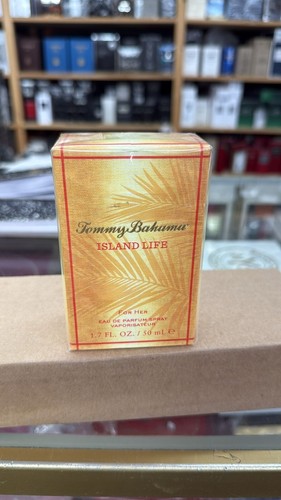 Tommy Bahama
ISLAND LIFE
FOR HER
EAU DE PARFUM SPRAY
VAPORISATEUR
1.7 FL. OZ. / 50 mL ℮